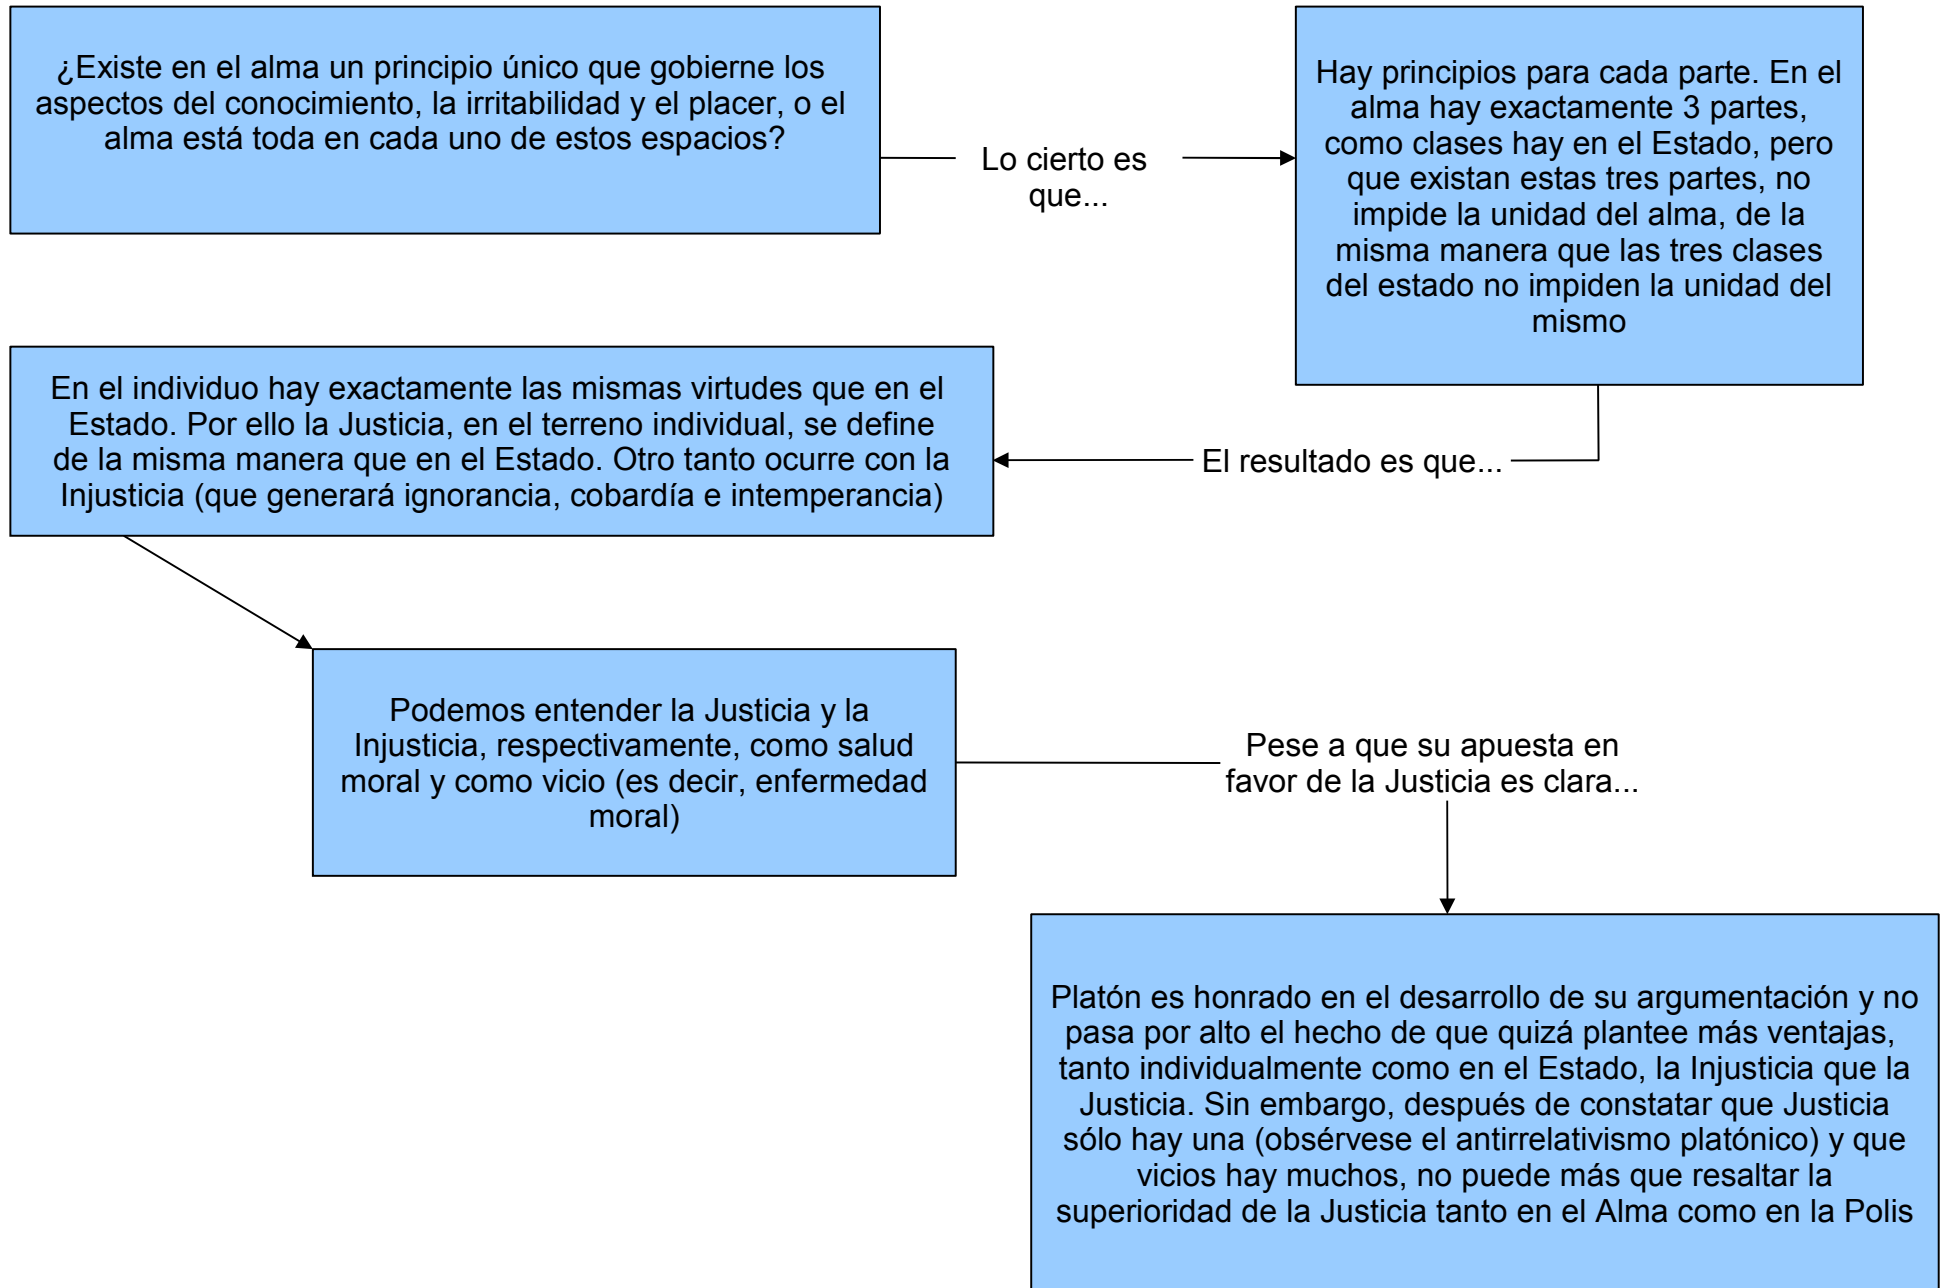 ¿Existe en el alma un principio único que gobierne los
aspectos del conocimiento, la irritabilidad y el placer, o el
alma está toda en cada uno de estos espacios?
Lo cierto es
que...
Hay principios para cada parte. En el
alma hay exactamente 3 partes,
como clases hay en el Estado, pero
que existan estas tres partes, no
impide la unidad del alma, de la
misma manera que las tres clases
del estado no impiden la unidad del
mismo
El resultado es que...
En el individuo hay exactamente las mismas virtudes que en el
Estado. Por ello la Justicia, en el terreno individual, se define
de la misma manera que en el Estado. Otro tanto ocurre con la
Injusticia (que generará ignorancia, cobardía e intemperancia)
Podemos entender la Justicia y la
Injusticia, respectivamente, como salud
moral y como vicio (es decir, enfermedad
moral)
Pese a que su apuesta en
favor de la Justicia es clara...
Platón es honrado en el desarrollo de su argumentación y no
pasa por alto el hecho de que quizá plantee más ventajas,
tanto individualmente como en el Estado, la Injusticia que la
Justicia. Sin embargo, después de constatar que Justicia
sólo hay una (obsérvese el antirrelativismo platónico) y que
vicios hay muchos, no puede más que resaltar la
superioridad de la Justicia tanto en el Alma como en la Polis